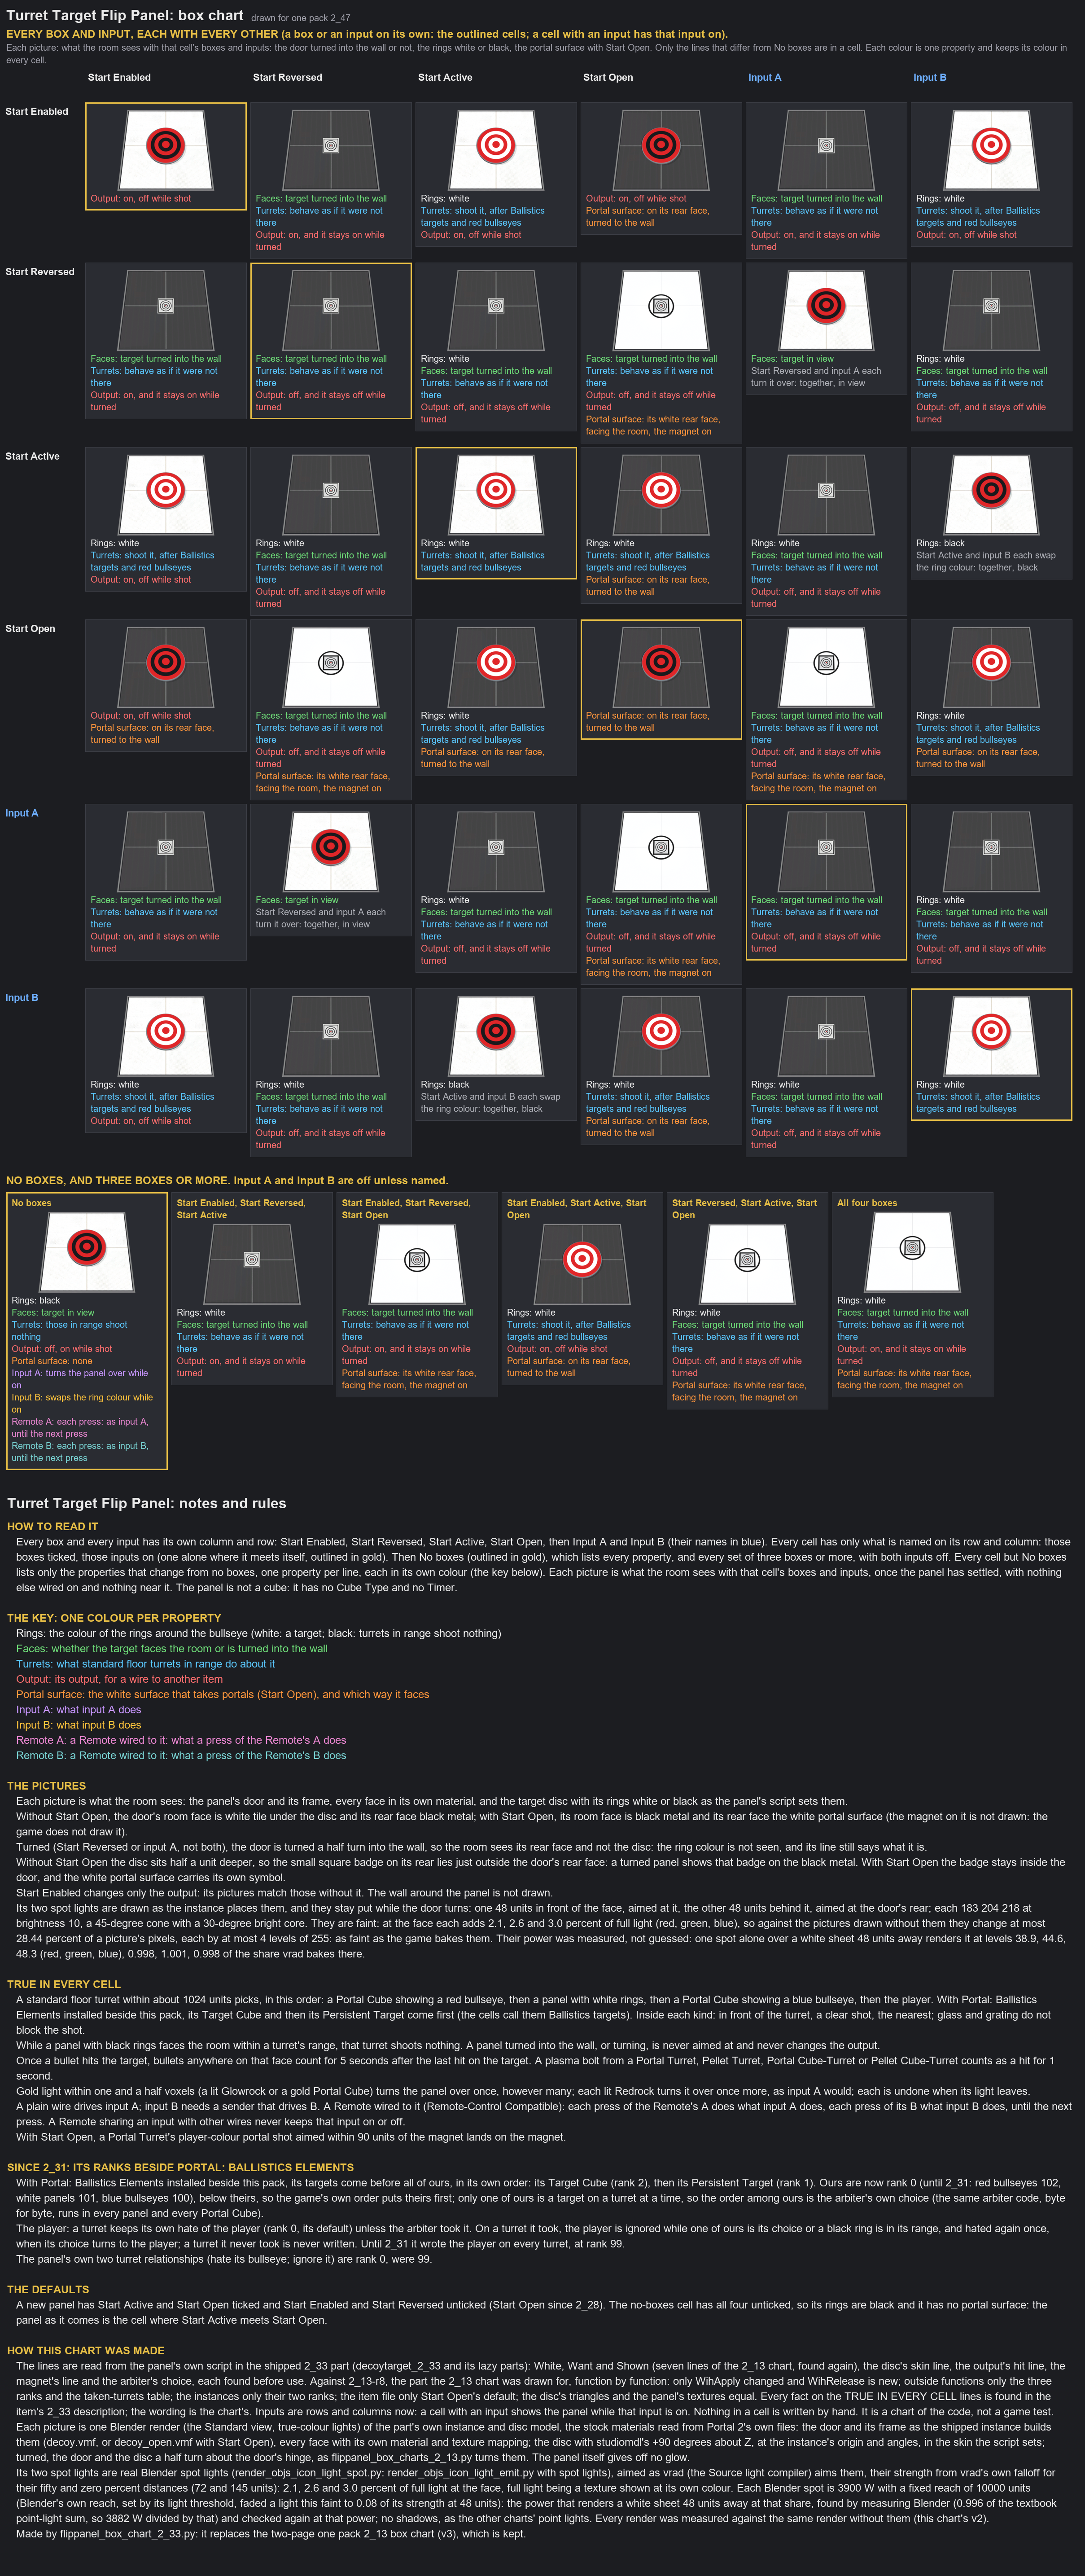 Turret Target Flip Panel: box chart drawn for one pack 2_47
EVERY BOX AND INPUT, EACH WITH EVERY OTHER (a box or an input on its own: the outlined cells; a cell with an input has that input on).
Each picture: what the room sees with that cell's boxes and inputs: the door turned into the wall or not, the rings white or black, the portal surface with Start Open. Only the lines that differ from No boxes are in a cell. Each colour is one property and keeps its colour in
every cell.
Start Enabled
Start Reversed
Start Active
Start Open
Input A
Input B
Start Enabled
Output: on, off while shot
Faces: target turned into the wall
Turrets: behave as if it were not
there
Output: on, and it stays on while
turned
Rings: white
Turrets: shoot it, after Ballistics
targets and red bullseyes
Output: on, off while shot
Output: on, off while shot
Portal surface: on its rear face,
turned to the wall
Faces: target turned into the wall
Turrets: behave as if it were not
there
Output: on, and it stays on while
turned
Rings: white
Turrets: shoot it, after Ballistics
targets and red bullseyes
Output: on, off while shot
Start Reversed
Faces: target turned into the wall
Turrets: behave as if it were not
there
Output: on, and it stays on while
turned
Faces: target turned into the wall
Turrets: behave as if it were not
there
Output: off, and it stays off while
turned
Rings: white
Faces: target turned into the wall
Turrets: behave as if it were not
there
Output: off, and it stays off while
turned
Faces: target turned into the wall
Turrets: behave as if it were not
there
Output: off, and it stays off while
turned
Portal surface: its white rear face,
facing the room, the magnet on
Faces: target in view
Start Reversed and input A each
turn it over: together, in view
Rings: white
Faces: target turned into the wall
Turrets: behave as if it were not
there
Output: off, and it stays off while
turned
Start Active
Rings: white
Turrets: shoot it, after Ballistics
targets and red bullseyes
Output: on, off while shot
Rings: white
Faces: target turned into the wall
Turrets: behave as if it were not
there
Output: off, and it stays off while
turned
Rings: white
Turrets: shoot it, after Ballistics
targets and red bullseyes
Rings: white
Turrets: shoot it, after Ballistics
targets and red bullseyes
Portal surface: on its rear face,
turned to the wall
Rings: white
Faces: target turned into the wall
Turrets: behave as if it were not
there
Output: off, and it stays off while
turned
Rings: black
Start Active and input B each swap
the ring colour: together, black
Start Open
Output: on, off while shot
Portal surface: on its rear face,
turned to the wall
Faces: target turned into the wall
Turrets: behave as if it were not
there
Output: off, and it stays off while
turned
Portal surface: its white rear face,
facing the room, the magnet on
Rings: white
Turrets: shoot it, after Ballistics
targets and red bullseyes
Portal surface: on its rear face,
turned to the wall
Portal surface: on its rear face,
turned to the wall
Faces: target turned into the wall
Turrets: behave as if it were not
there
Output: off, and it stays off while
turned
Portal surface: its white rear face,
facing the room, the magnet on
Rings: white
Turrets: shoot it, after Ballistics
targets and red bullseyes
Portal surface: on its rear face,
turned to the wall
Input A
Faces: target turned into the wall
Turrets: behave as if it were not
there
Output: on, and it stays on while
turned
Faces: target in view
Start Reversed and input A each
turn it over: together, in view
Rings: white
Faces: target turned into the wall
Turrets: behave as if it were not
there
Output: off, and it stays off while
turned
Faces: target turned into the wall
Turrets: behave as if it were not
there
Output: off, and it stays off while
turned
Portal surface: its white rear face,
facing the room, the magnet on
Faces: target turned into the wall
Turrets: behave as if it were not
there
Output: off, and it stays off while
turned
Rings: white
Faces: target turned into the wall
Turrets: behave as if it were not
there
Output: off, and it stays off while
turned
Input B
Rings: white
Turrets: shoot it, after Ballistics
targets and red bullseyes
Output: on, off while shot
Rings: white
Faces: target turned into the wall
Turrets: behave as if it were not
there
Output: off, and it stays off while
turned
Rings: black
Start Active and input B each swap
the ring colour: together, black
Rings: white
Turrets: shoot it, after Ballistics
targets and red bullseyes
Portal surface: on its rear face,
turned to the wall
Rings: white
Faces: target turned into the wall
Turrets: behave as if it were not
there
Output: off, and it stays off while
turned
Rings: white
Turrets: shoot it, after Ballistics
targets and red bullseyes
NO BOXES, AND THREE BOXES OR MORE. Input A and Input B are off unless named.
No boxes
Rings: black
Faces: target in view
Turrets: those in range shoot
nothing
Output: off, on while shot
Portal surface: none
Input A: turns the panel over while
on
Input B: swaps the ring colour while
on
Remote A: each press: as input A,
until the next press
Remote B: each press: as input B,
until the next press
Start Enabled, Start Reversed,
Start Active
Rings: white
Faces: target turned into the wall
Turrets: behave as if it were not
there
Output: on, and it stays on while
turned
Start Enabled, Start Reversed,
Start Open
Faces: target turned into the wall
Turrets: behave as if it were not
there
Output: on, and it stays on while
turned
Portal surface: its white rear face,
facing the room, the magnet on
Start Enabled, Start Active, Start
Open
Rings: white
Turrets: shoot it, after Ballistics
targets and red bullseyes
Output: on, off while shot
Portal surface: on its rear face,
turned to the wall
Start Reversed, Start Active, Start
Open
Rings: white
Faces: target turned into the wall
Turrets: behave as if it were not
there
Output: off, and it stays off while
turned
Portal surface: its white rear face,
facing the room, the magnet on
All four boxes
Rings: white
Faces: target turned into the wall
Turrets: behave as if it were not
there
Output: on, and it stays on while
turned
Portal surface: its white rear face,
facing the room, the magnet on
Turret Target Flip Panel: notes and rules
HOW TO READ IT
Every box and every input has its own column and row: Start Enabled, Start Reversed, Start Active, Start Open, then Input A and Input B (their names in blue). Every cell has only what is named on its row and column: those
boxes ticked, those inputs on (one alone where it meets itself, outlined in gold). Then No boxes (outlined in gold), which lists every property, and every set of three boxes or more, with both inputs off. Every cell but No boxes
lists only the properties that change from no boxes, one property per line, each in its own colour (the key below). Each picture is what the room sees with that cell's boxes and inputs, once the panel has settled, with nothing
else wired on and nothing near it. The panel is not a cube: it has no Cube Type and no Timer.
THE KEY: ONE COLOUR PER PROPERTY
Rings: the colour of the rings around the bullseye (white: a target; black: turrets in range shoot nothing)
Faces: whether the target faces the room or is turned into the wall
Turrets: what standard floor turrets in range do about it
Output: its output, for a wire to another item
Portal surface: the white surface that takes portals (Start Open), and which way it faces
Input A: what input A does
Input B: what input B does
Remote A: a Remote wired to it: what a press of the Remote's A does
Remote B: a Remote wired to it: what a press of the Remote's B does
THE PICTURES
Each picture is what the room sees: the panel's door and its frame, every face in its own material, and the target disc with its rings white or black as the panel's script sets them.
Without Start Open, the door's room face is white tile under the disc and its rear face black metal; with Start Open, its room face is black metal and its rear face the white portal surface (the magnet on it is not drawn: the
game does not draw it).
Turned (Start Reversed or input A, not both), the door is turned a half turn into the wall, so the room sees its rear face and not the disc: the ring colour is not seen, and its line still says what it is.
Without Start Open the disc sits half a unit deeper, so the small square badge on its rear lies just outside the door's rear face: a turned panel shows that badge on the black metal. With Start Open the badge stays inside the
door, and the white portal surface carries its own symbol.
Start Enabled changes only the output: its pictures match those without it. The wall around the panel is not drawn.
Its two spot lights are drawn as the instance places them, and they stay put while the door turns: one 48 units in front of the face, aimed at it, the other 48 units behind it, aimed at the door's rear; each 183 204 218 at
brightness 10, a 45-degree cone with a 30-degree bright core. They are faint: at the face each adds 2.1, 2.6 and 3.0 percent of full light (red, green, blue), so against the pictures drawn without them they change at most
28.44 percent of a picture's pixels, each by at most 4 levels of 255: as faint as the game bakes them. Their power was measured, not guessed: one spot alone over a white sheet 48 units away renders it at levels 38.9, 44.6,
48.3 (red, green, blue), 0.998, 1.001, 0.998 of the share vrad bakes there.
TRUE IN EVERY CELL
A standard floor turret within about 1024 units picks, in this order: a Portal Cube showing a red bullseye, then a panel with white rings, then a Portal Cube showing a blue bullseye, then the player. With Portal: Ballistics
Elements installed beside this pack, its Target Cube and then its Persistent Target come first (the cells call them Ballistics targets). Inside each kind: in front of the turret, a clear shot, the nearest; glass and grating do not
block the shot.
While a panel with black rings faces the room within a turret's range, that turret shoots nothing. A panel turned into the wall, or turning, is never aimed at and never changes the output.
Once a bullet hits the target, bullets anywhere on that face count for 5 seconds after the last hit on the target. A plasma bolt from a Portal Turret, Pellet Turret, Portal Cube-Turret or Pellet Cube-Turret counts as a hit for 1
second.
Gold light within one and a half voxels (a lit Glowrock or a gold Portal Cube) turns the panel over once, however many; each lit Redrock turns it over once more, as input A would; each is undone when its light leaves.
A plain wire drives input A; input B needs a sender that drives B. A Remote wired to it (Remote-Control Compatible): each press of the Remote's A does what input A does, each press of its B what input B does, until the next
press. A Remote sharing an input with other wires never keeps that input on or off.
With Start Open, a Portal Turret's player-colour portal shot aimed within 90 units of the magnet lands on the magnet.
SINCE 2_31: ITS RANKS BESIDE PORTAL: BALLISTICS ELEMENTS
With Portal: Ballistics Elements installed beside this pack, its targets come before all of ours, in its own order: its Target Cube (rank 2), then its Persistent Target (rank 1). Ours are now rank 0 (until 2_31: red bullseyes 102,
white panels 101, blue bullseyes 100), below theirs, so the game's own order puts theirs first; only one of ours is a target on a turret at a time, so the order among ours is the arbiter's own choice (the same arbiter code, byte
for byte, runs in every panel and every Portal Cube).
The player: a turret keeps its own hate of the player (rank 0, its default) unless the arbiter took it. On a turret it took, the player is ignored while one of ours is its choice or a black ring is in its range, and hated again once,
when its choice turns to the player; a turret it never took is never written. Until 2_31 it wrote the player on every turret, at rank 99.
The panel's own two turret relationships (hate its bullseye; ignore it) are rank 0, were 99.
THE DEFAULTS
A new panel has Start Active and Start Open ticked and Start Enabled and Start Reversed unticked (Start Open since 2_28). The no-boxes cell has all four unticked, so its rings are black and it has no portal surface: the
panel as it comes is the cell where Start Active meets Start Open.
HOW THIS CHART WAS MADE
The lines are read from the panel's own script in the shipped 2_33 part (decoytarget_2_33 and its lazy parts): White, Want and Shown (seven lines of the 2_13 chart, found again), the disc's skin line, the output's hit line, the
magnet's line and the arbiter's choice, each found before use. Against 2_13-r8, the part the 2_13 chart was drawn for, function by function: only WihApply changed and WihRelease is new; outside functions only the three
ranks and the taken-turrets table; the instances only their two ranks; the item file only Start Open's default; the disc's triangles and the panel's textures equal. Every fact on the TRUE IN EVERY CELL lines is found in the
item's 2_33 description; the wording is the chart's. Inputs are rows and columns now: a cell with an input shows the panel while that input is on. Nothing in a cell is written by hand. It is a chart of the code, not a game test.
Each picture is one Blender render (the Standard view, true-colour lights) of the part's own instance and disc model, the stock materials read from Portal 2's own files: the door and its frame as the shipped instance builds
them (decoy.vmf, or decoy_open.vmf with Start Open), every face with its own material and texture mapping; the disc with studiomdl's +90 degrees about Z, at the instance's origin and angles, in the skin the script sets;
turned, the door and the disc a half turn about the door's hinge, as flippanel_box_charts_2_13.py turns them. The panel itself gives off no glow.
Its two spot lights are real Blender spot lights (render_objs_icon_light_spot.py: render_objs_icon_light_emit.py with spot lights), aimed as vrad (the Source light compiler) aims them, their strength from vrad's own falloff for
their fifty and zero percent distances (72 and 145 units): 2.1, 2.6 and 3.0 percent of full light at the face, full light being a texture shown at its own colour. Each Blender spot is 3900 W with a fixed reach of 10000 units
(Blender's own reach, set by its light threshold, faded a light this faint to 0.08 of its strength at 48 units): the power that renders a white sheet 48 units away at that share, found by measuring Blender (0.996 of the textbook
point-light sum, so 3882 W divided by that) and checked again at that power; no shadows, as the other charts' point lights. Every render was measured against the same render without them (this chart's v2).
Made by flippanel_box_chart_2_33.py: it replaces the two-page one pack 2_13 box chart (v3), which is kept.